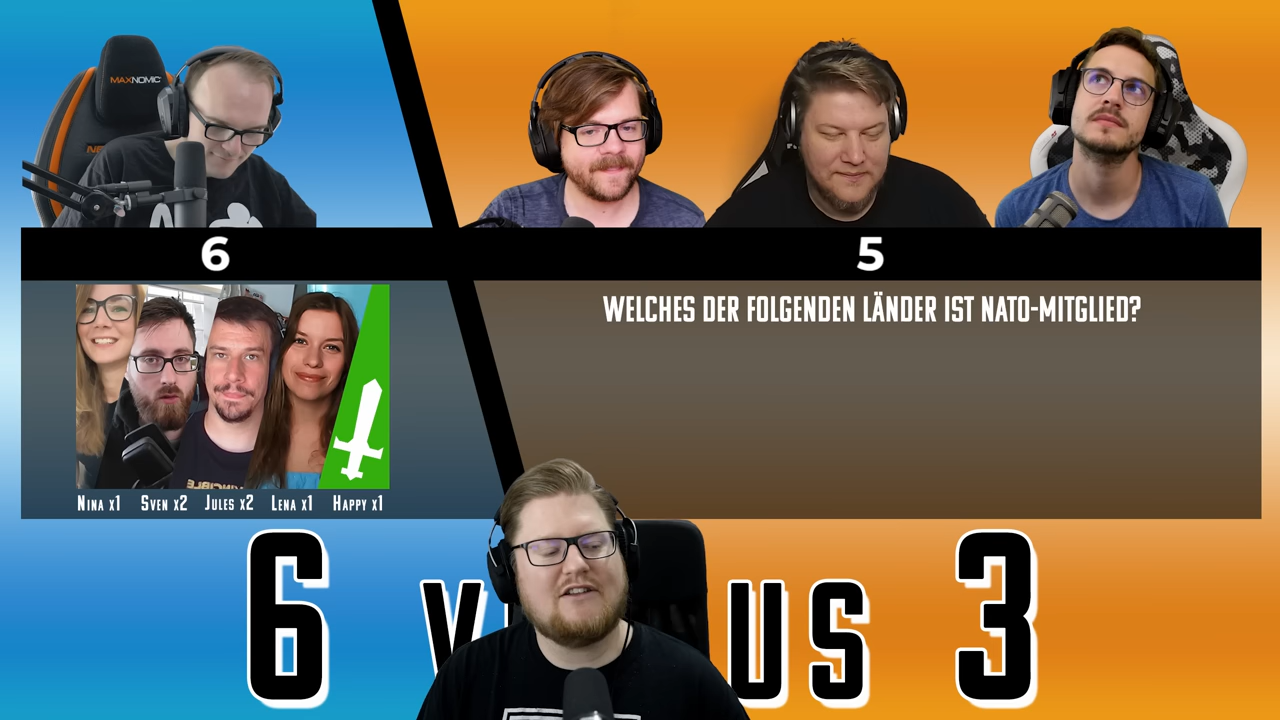 MAXNOMIC
6
5
WELCHES DER FOLGENDEN LÄNDER IST NATO-MITGLIED?
NINA X1 SVEN X2 JULES X2 LENA X1 HAPPY X1
6
3